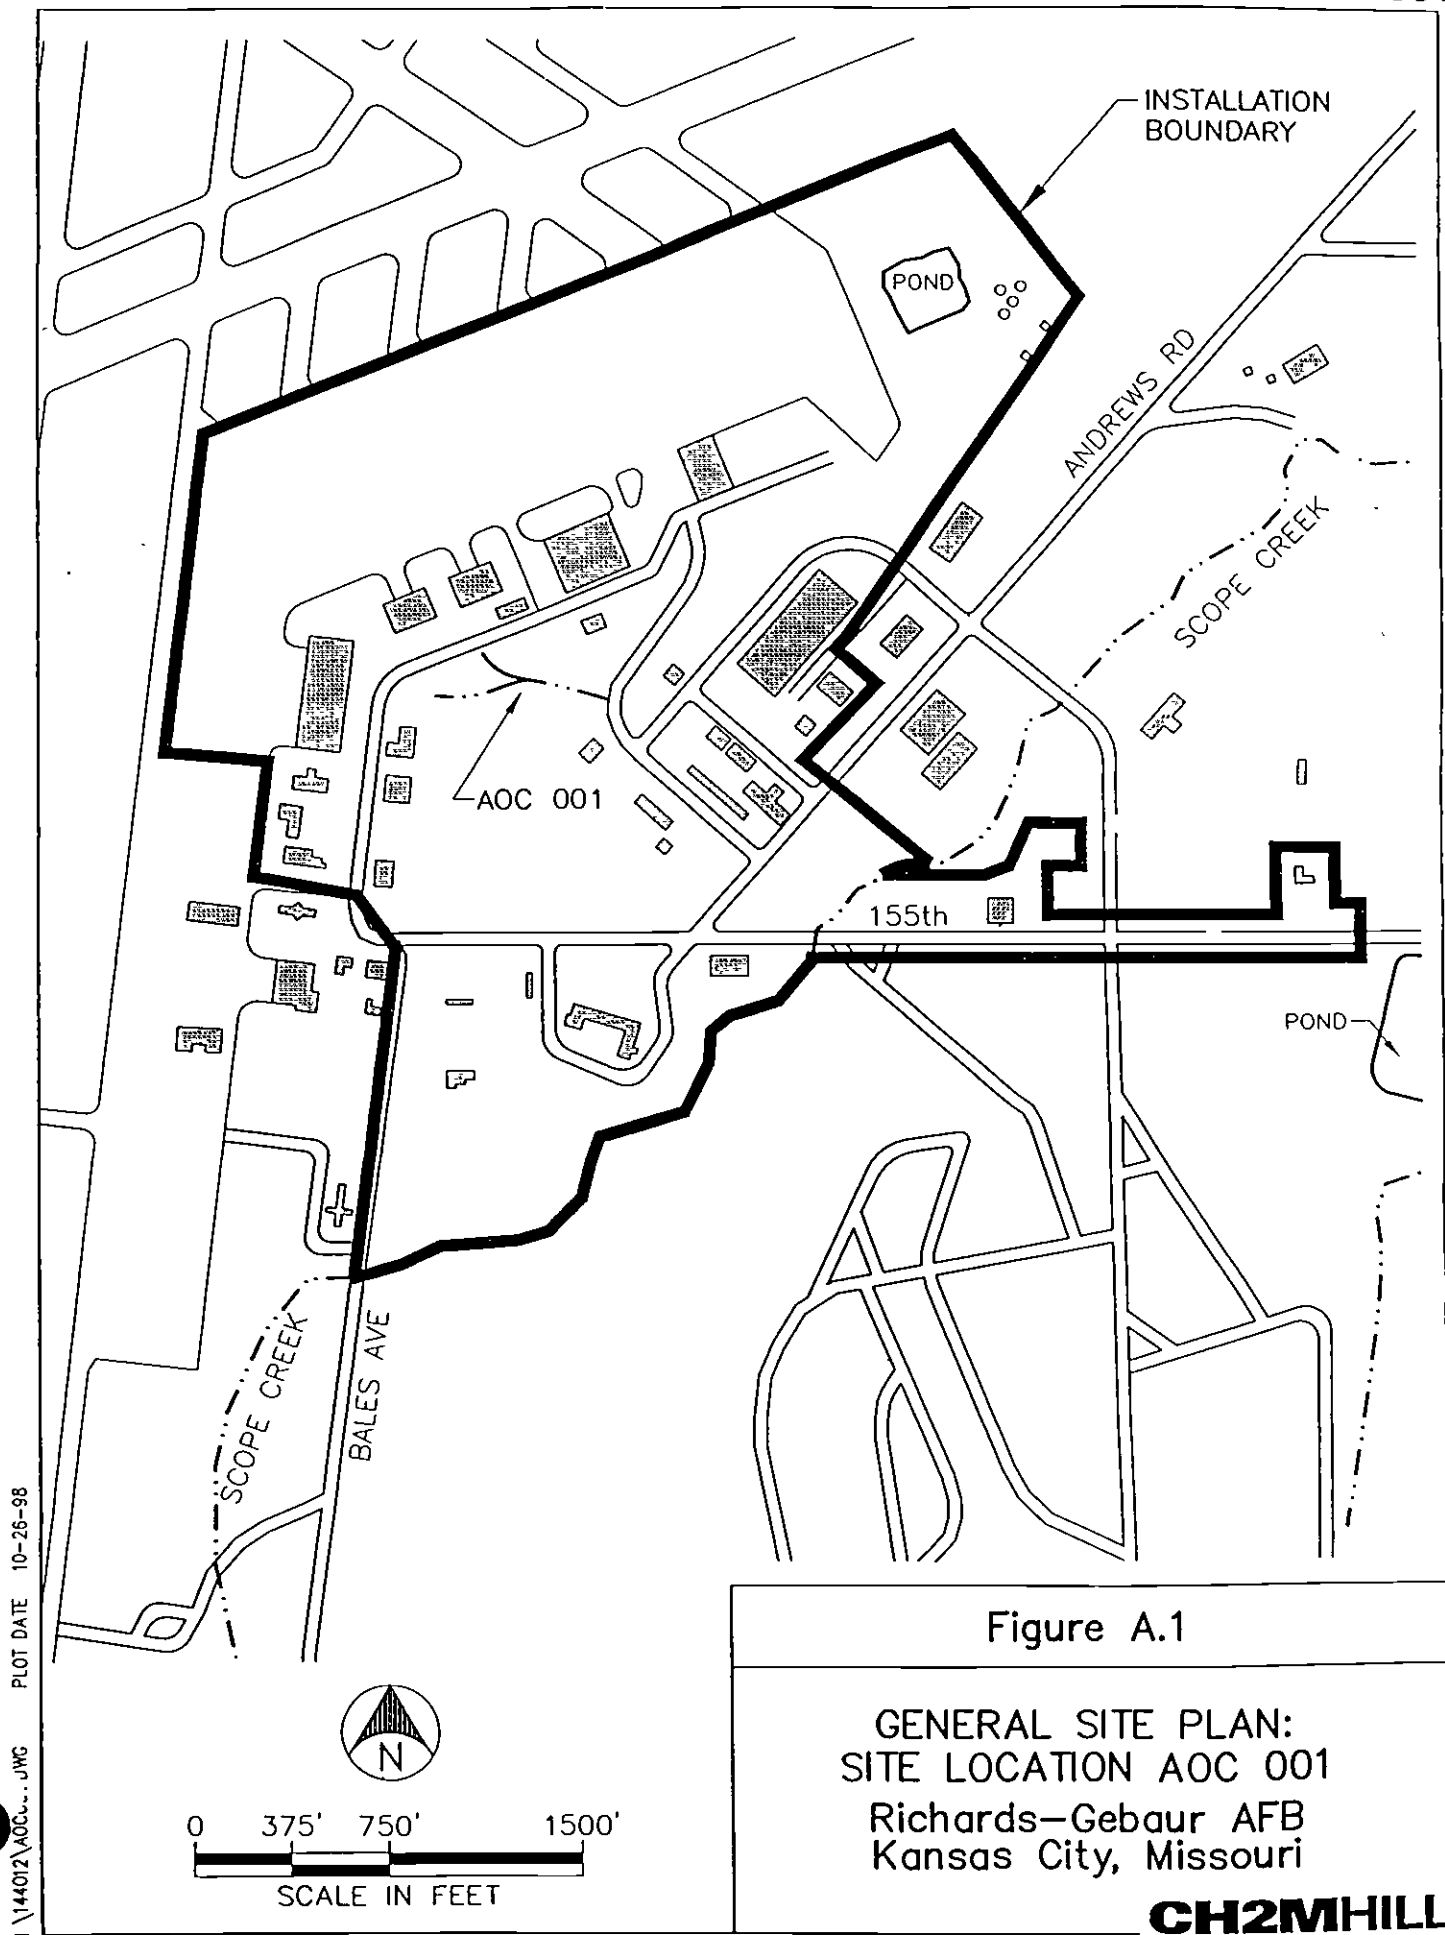 INSTALLATION
BOUNDARY
POND
ANDREWS RD
SCOPE CREEK
AOC 001
155th
POND
SCOPE CREEK
BALES AVE
PLOT DATE 10-26-98
Figure A.1
GENERAL SITE PLAN:
SITE LOCATION AOC 001
Richards-Gebaur AFB
Kansas City, Missouri
N
0 375' 750' 1500'
SCALE IN FEET
CH2MHILL